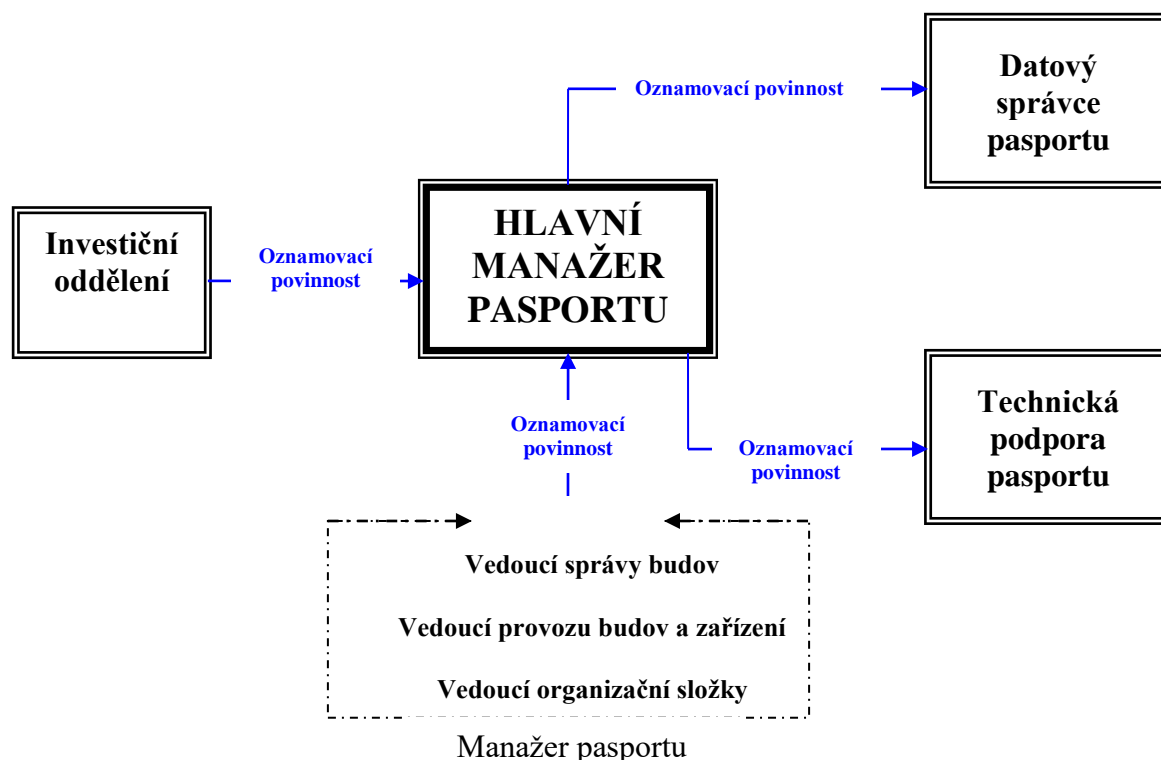 Datový
správce
pasportu
Oznamovací povinnost
HLAVNÍ
MANAŽER
PASPORTU
Investiční
oddělení
Oznamovací
povinnost
Oznamovací
povinnost
Oznamovací
povinnost
Technická
podpora
pasportu
Vedoucí správy budov
Vedoucí provozu budov a zařízení
Vedoucí organizační složky
Manažer pasportu